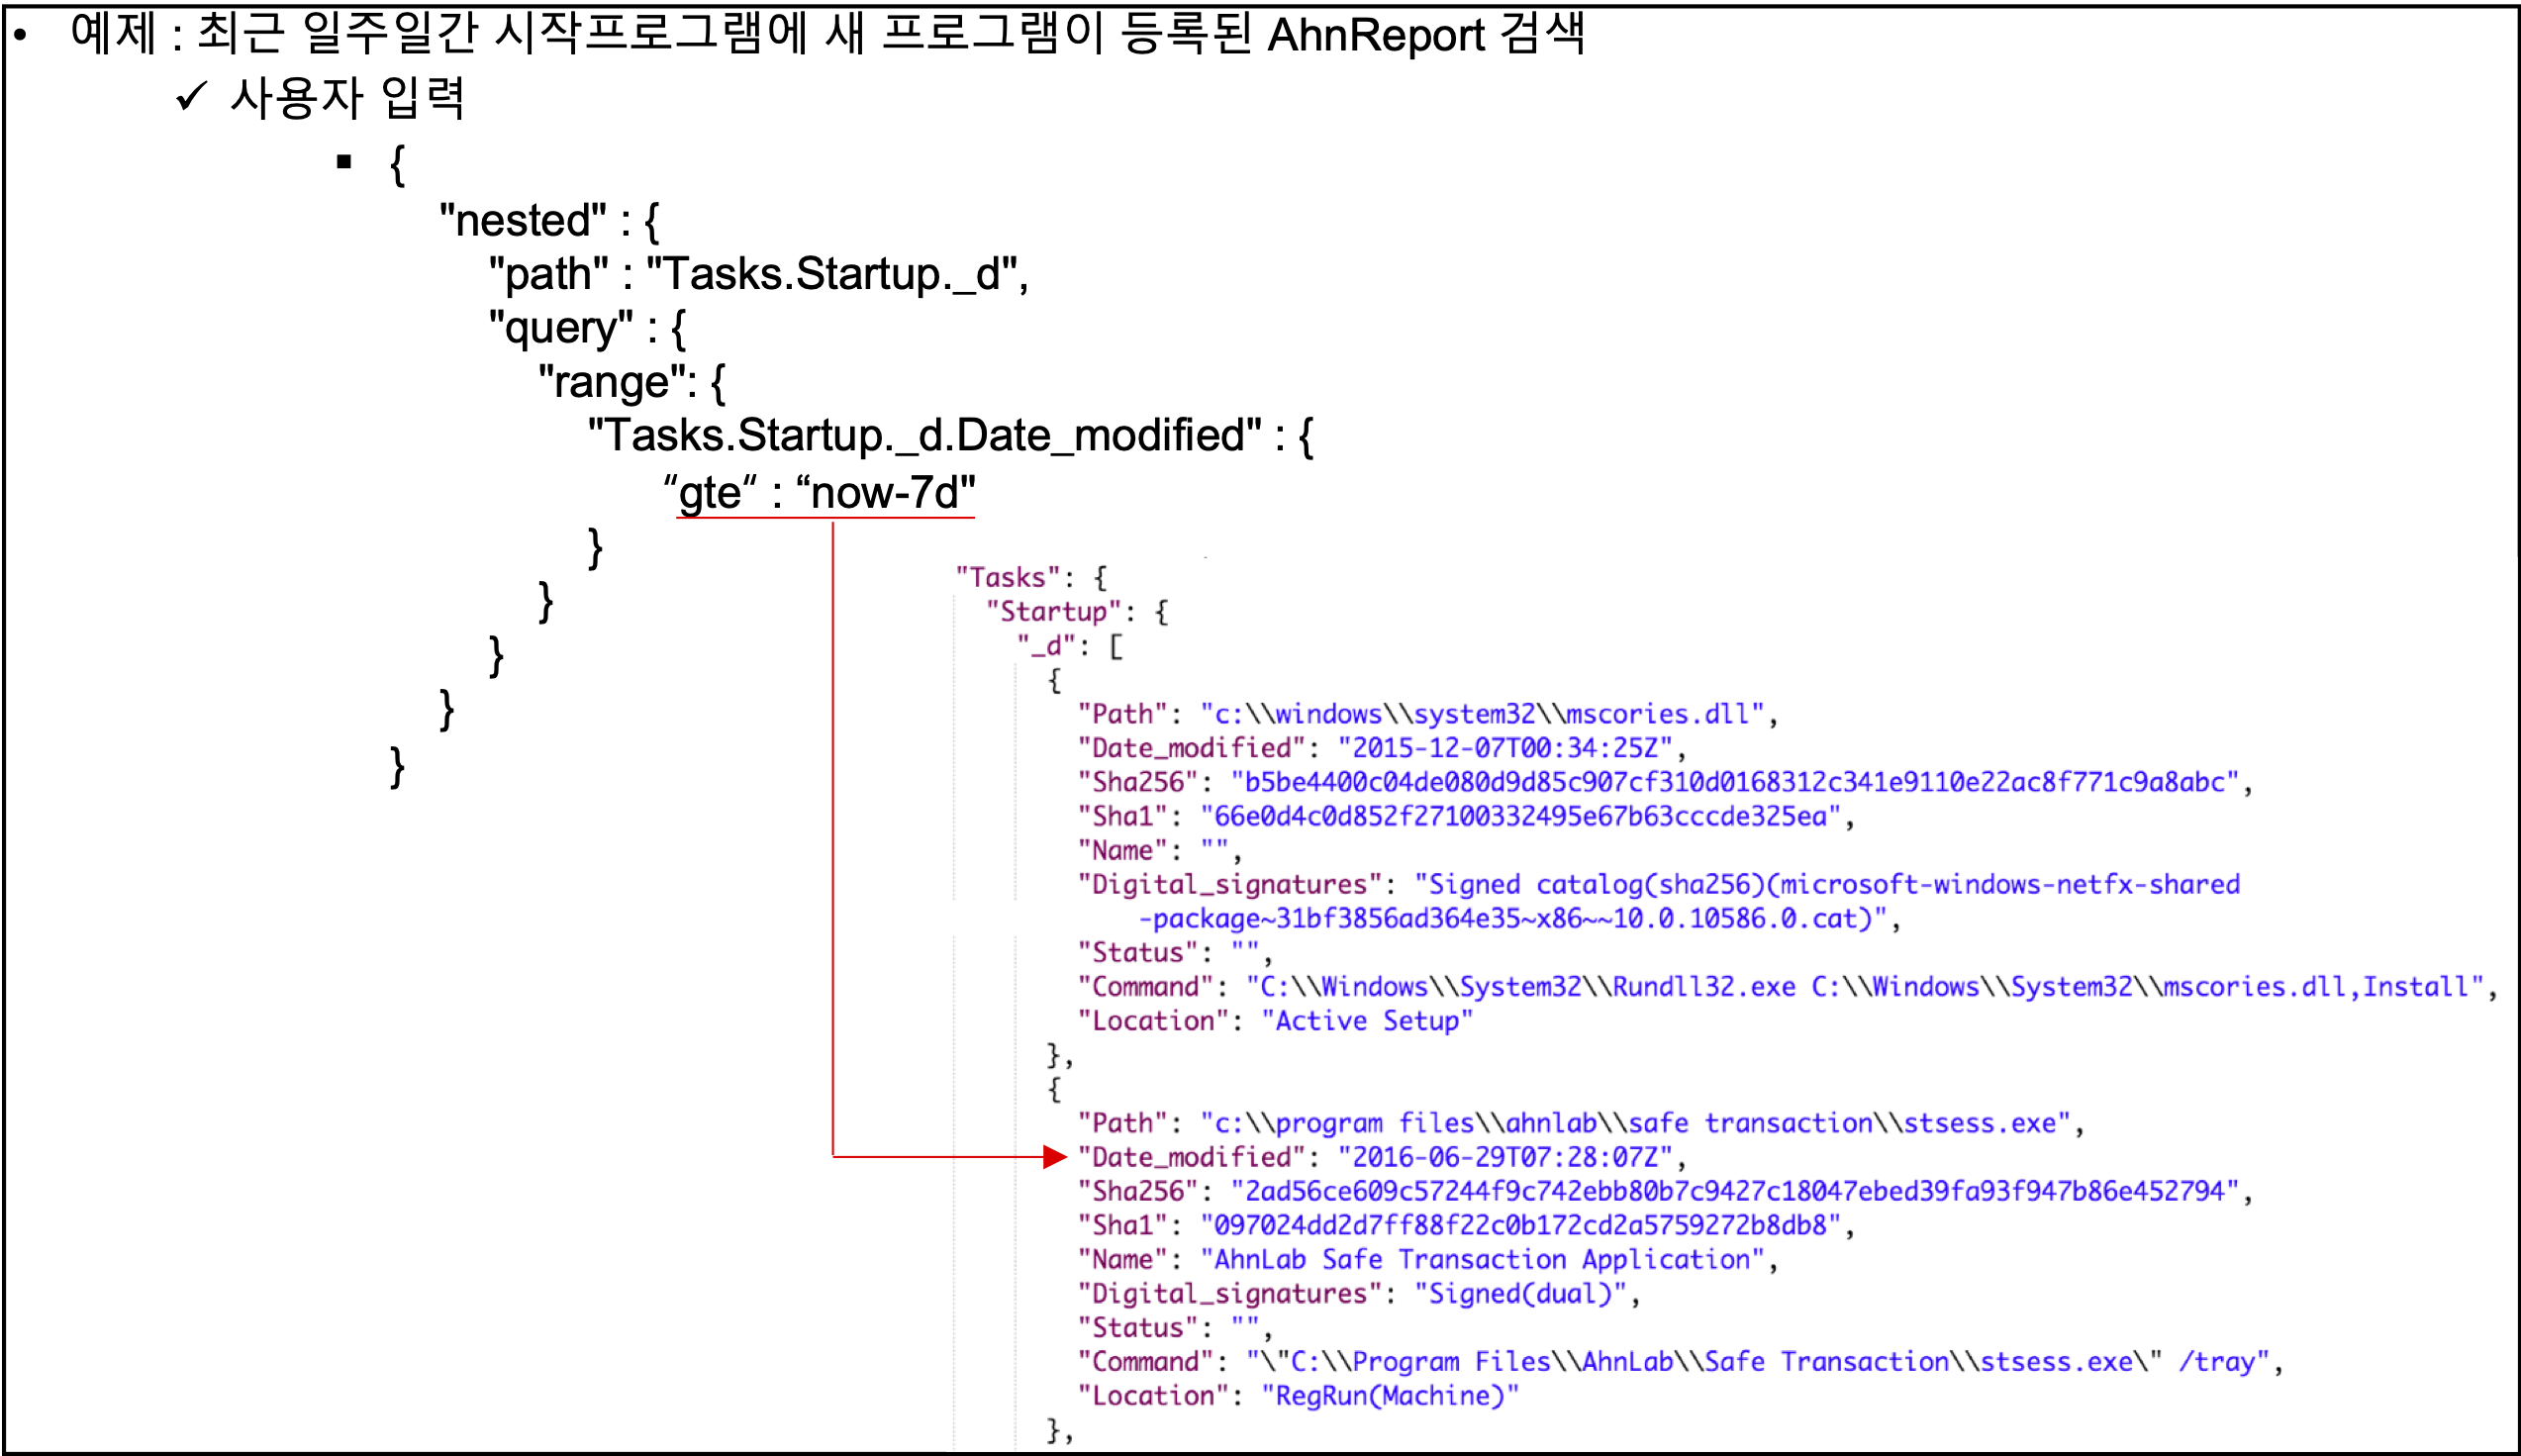 • 예제 : 최근 일주일간 시작프로그램에 새 프로그램이 등록된 AhnReport 검색
✓ 사용자 입력
▪ {
"nested" : {
"path" : "Tasks.Startup._d",
"query" : {
"range": {
"Tasks.Startup._d.Date_modified" : {
“gte“ : “now-7d"
}
}
}
}
}
"Tasks": {
"Startup": {
"_d": [
{
"Path": "c:\\windows\\system32\\mscories.dll",
"Date_modified": "2015-12-07T00:34:25Z",
"Sha256": "b5be4400c04de080d9d85c907cf310d0168312c341e9110e22ac8f771c9a8abc",
"Sha1": "66e0d4c0d852f27100332495e67b63cccde325ea",
"Name": "",
"Digital_signatures": "Signed catalog(sha256)(microsoft-windows-netfx-shared
-package~31bf3856ad364e35~x86~~10.0.10586.0.cat)",
"Status": "",
"Command": "C:\\Windows\\System32\\Rundll32.exe C:\\Windows\\System32\\mscories.dll,Install",
"Location": "Active Setup"
},
{
"Path": "c:\\program files\\ahnlab\\safe transaction\\stsess.exe",
"Date_modified": "2016-06-29T07:28:07Z",
"Sha256": "2ad56ce609c57244f9c742ebb80b7c9427c18047ebed39fa93f947b86e452794",
"Sha1": "097024dd2d7ff88f22c0b172cd2a5759272b8db8",
"Name": "AhnLab Safe Transaction Application",
"Digital_signatures": "Signed(dual)",
"Status": "",
"Command": "\"C:\\Program Files\\AhnLab\\Safe Transaction\\stsess.exe\" /tray",
"Location": "RegRun(Machine)"
},